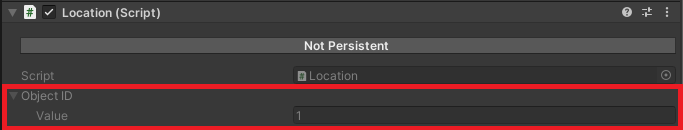 Location (Script)
Not Persistent
Script Location
Object ID
Value 1